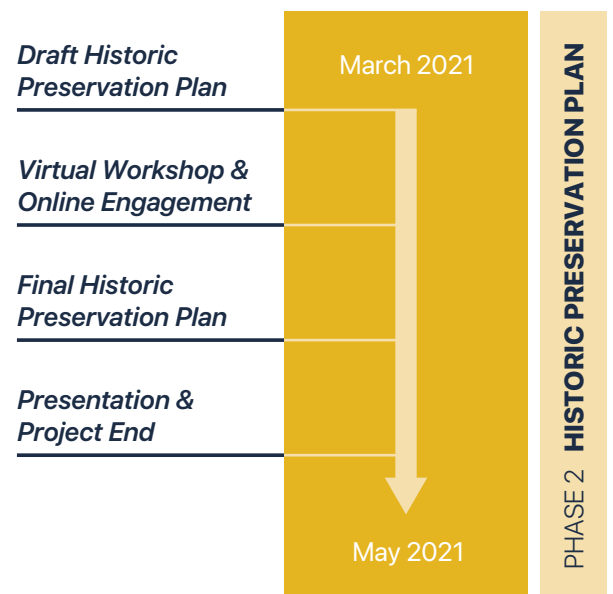 Draft Historic
Preservation Plan
March 2021
Virtual Workshop &
Online Engagement
Final Historic
Preservation Plan
Presentation &
Project End
May 2021
PHASE 2 HISTORIC PRESERVATION PLAN